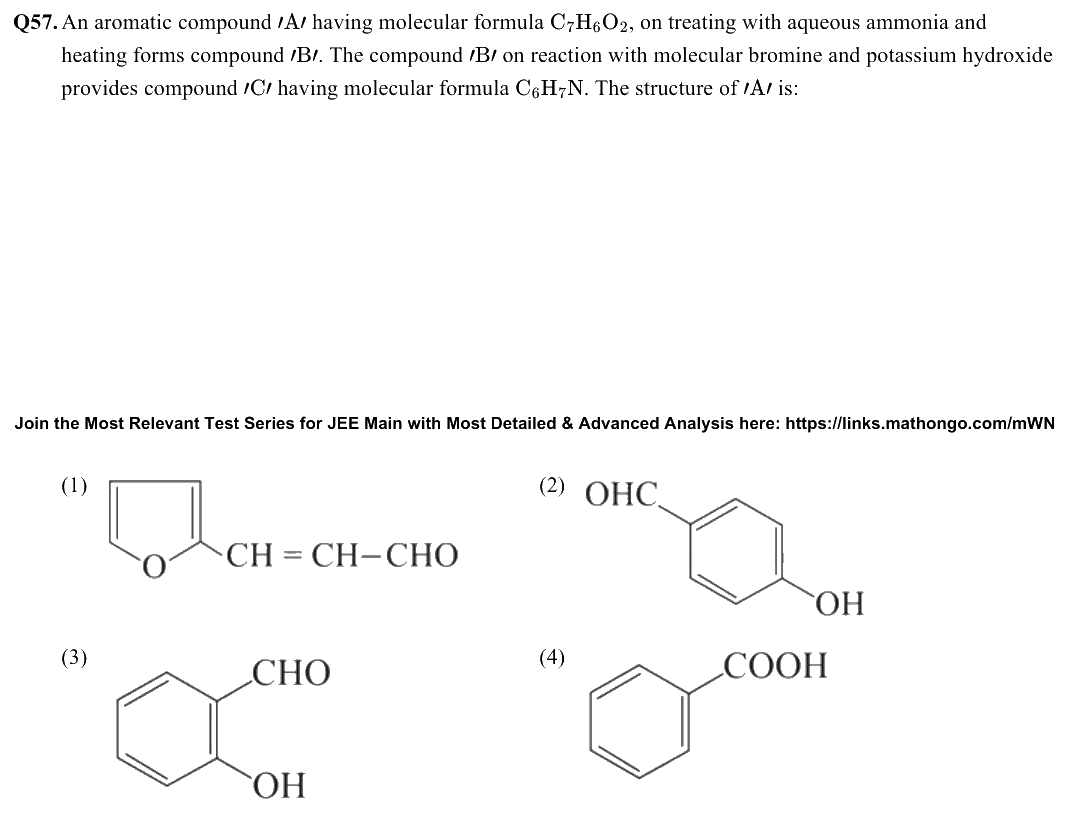 Q57. An aromatic compound ′A′ having molecular formula C₇H₆O₂, on treating with aqueous ammonia and
heating forms compound ′B′. The compound ′B′ on reaction with molecular bromine and potassium hydroxide
provides compound ′C′ having molecular formula C₆H₇N. The structure of ′A′ is:
Join the Most Relevant Test Series for JEE Main with Most Detailed & Advanced Analysis here: https://links.mathongo.com/mWN
(1) O CH = CH–CHO
(2) OHC OH
(3) CHO OH
(4) COOH